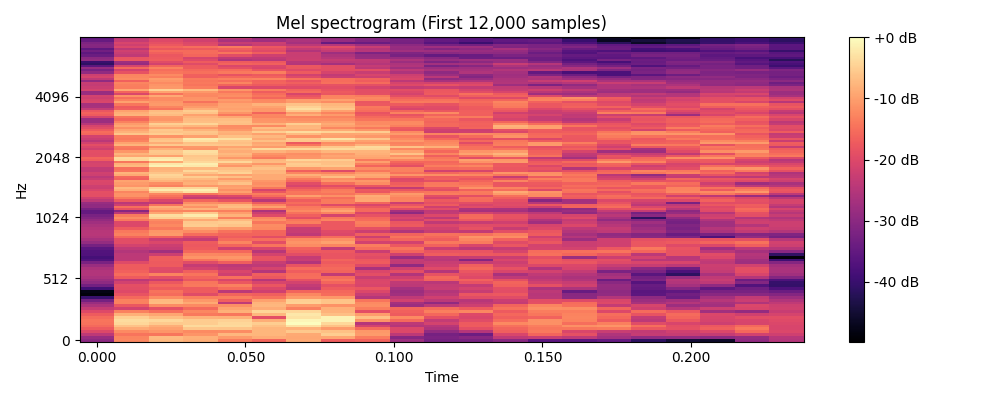 Mel spectrogram (First 12,000 samples)
Hz
4096
2048
1024
512
0
0.000 0.050 0.100 0.150 0.200
Time
+0 dB
-10 dB
-20 dB
-30 dB
-40 dB